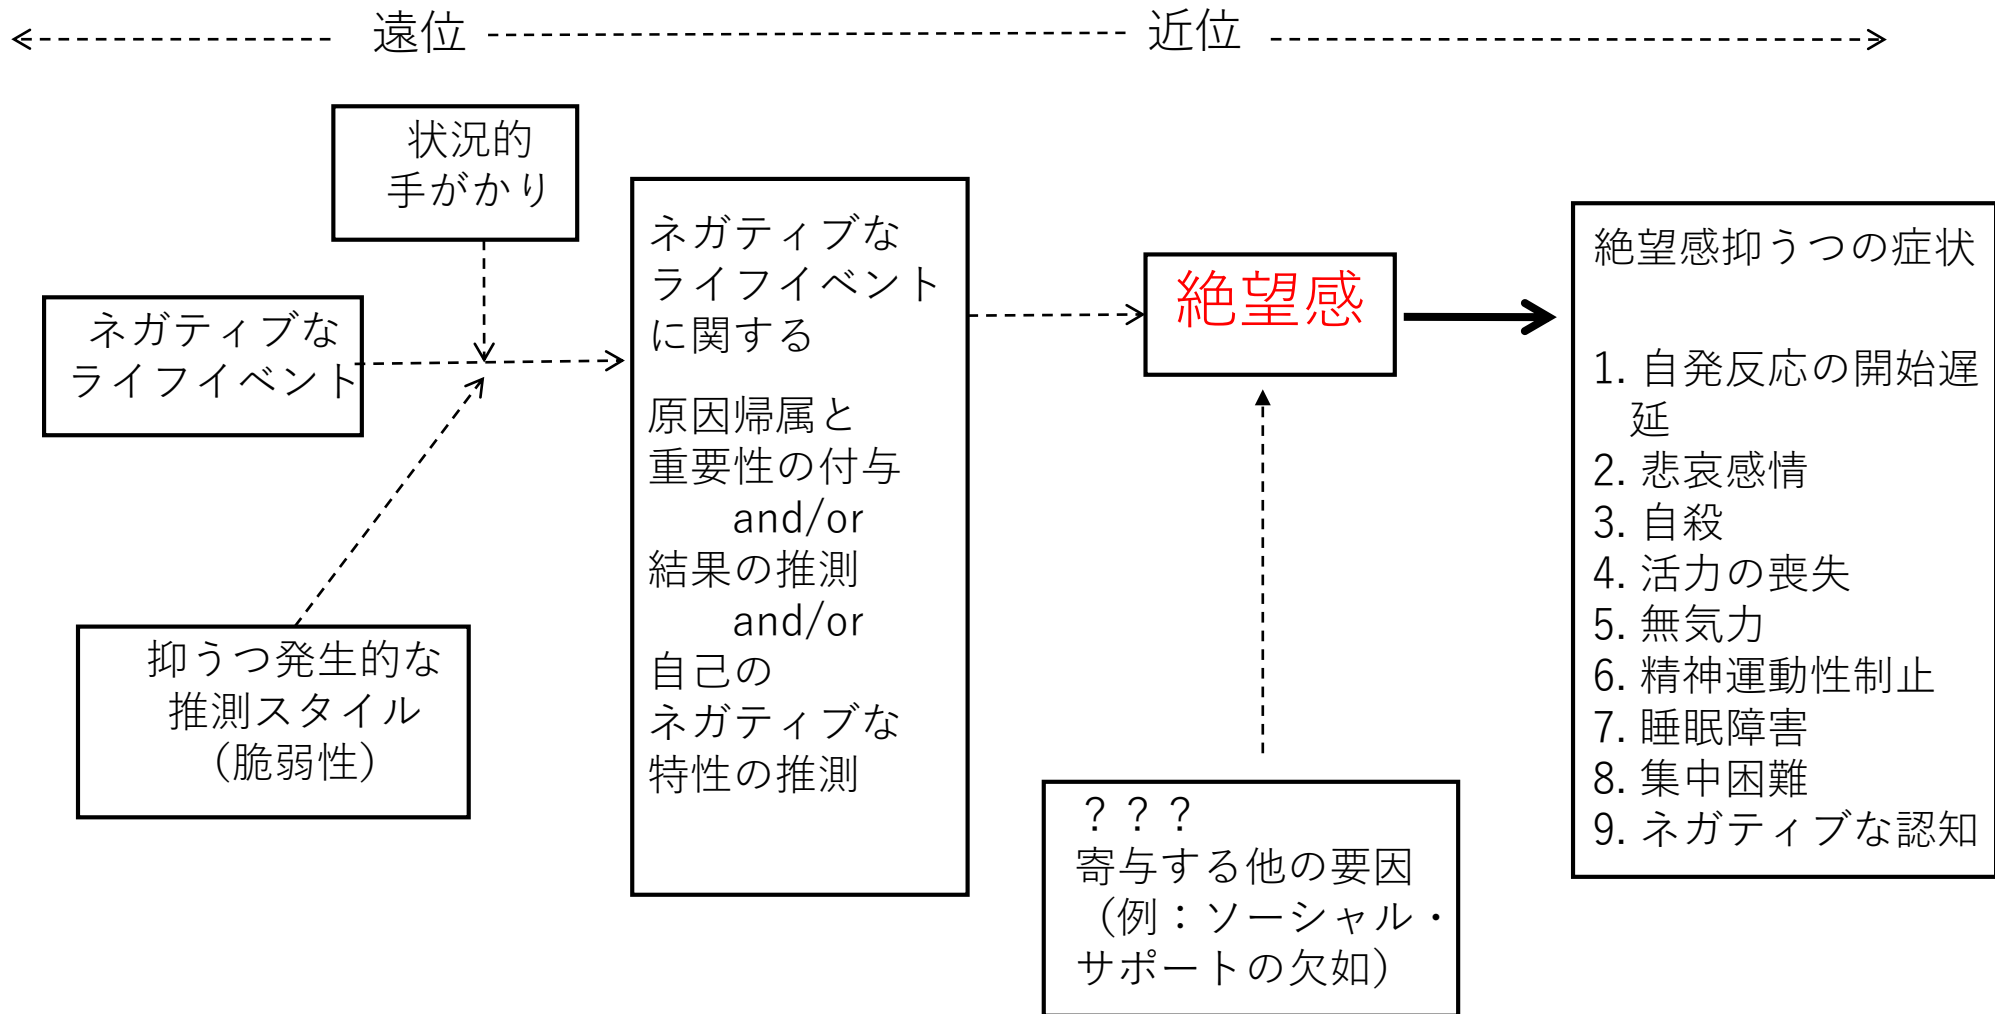 遠位
近位
状況的
手がかり
ネガティブな
ライフイベント
抑うつ発生的な
推測スタイル
（脆弱性）
ネガティブな
ライフイベント
に関する
原因帰属と
重要性の付与
and/or
結果の推測
and/or
自己の
ネガティブな
特性の推測
絶望感
？？？
寄与する他の要因
（例：ソーシャル・
サポートの欠如）
絶望感抑うつの症状
1. 自発反応の開始遅
延
2. 悲哀感情
3. 自殺
4. 活力の喪失
5. 無気力
6. 精神運動性制止
7. 睡眠障害
8. 集中困難
9. ネガティブな認知